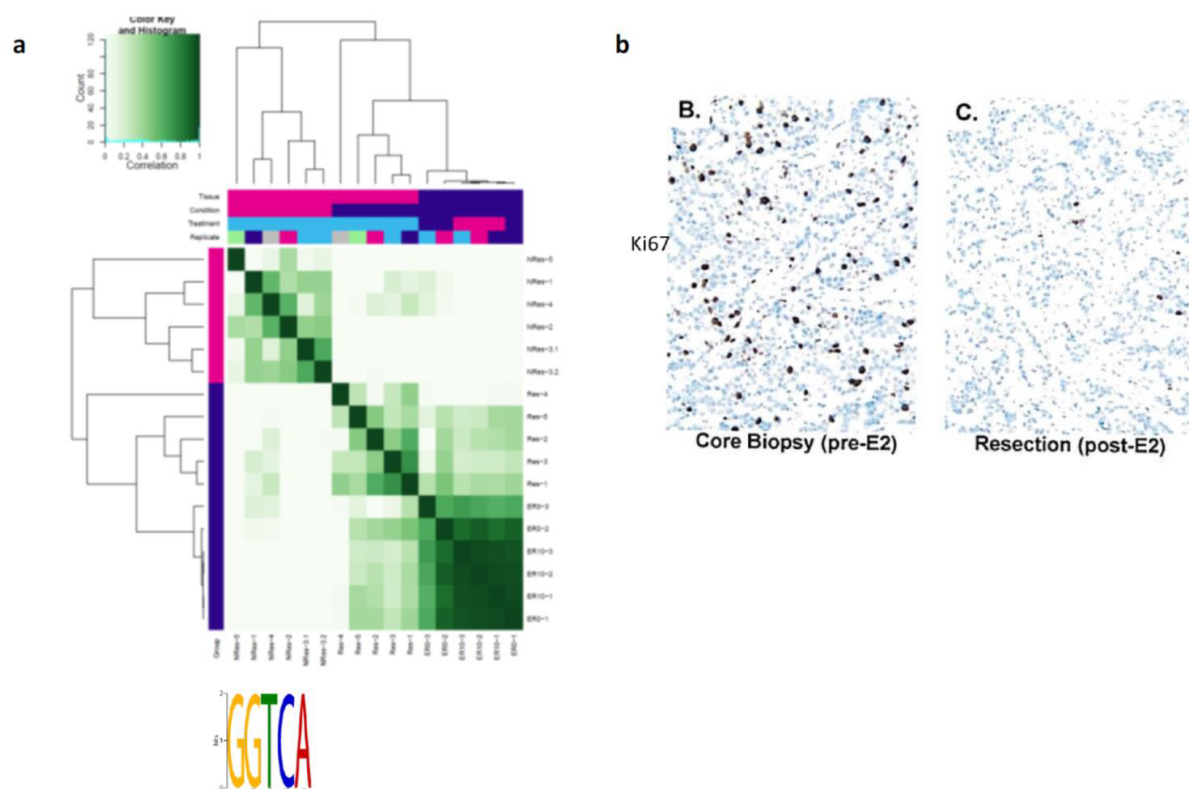 a
Color Key
and Histogram
Count
0 20 40 60 80 120
0 0.2 0.4 0.6 0.8 1
Correlation
Tissue
Condition
Treatment
Replicate
NRes-5
NRes-1
NRes-4
NRes-2
NRes-3.1
NRes-3.2
Res-4
Res-5
Res-2
Res-3
Res-1
ER0-3
ER0-2
ER10-3
ER10-2
ER10-1
ER0-1
Group
NRes-5
NRes-1
NRes-4
NRes-2
NRes-3.1
NRes-3.2
Res-4
Res-5
Res-2
Res-3
Res-1
ER0-3
ER0-2
ER10-3
ER10-2
ER10-1
ER0-1
2
1
0
bits
GGTCA
b
Ki67
B.
Core Biopsy (pre-E2)
C.
Resection (post-E2)